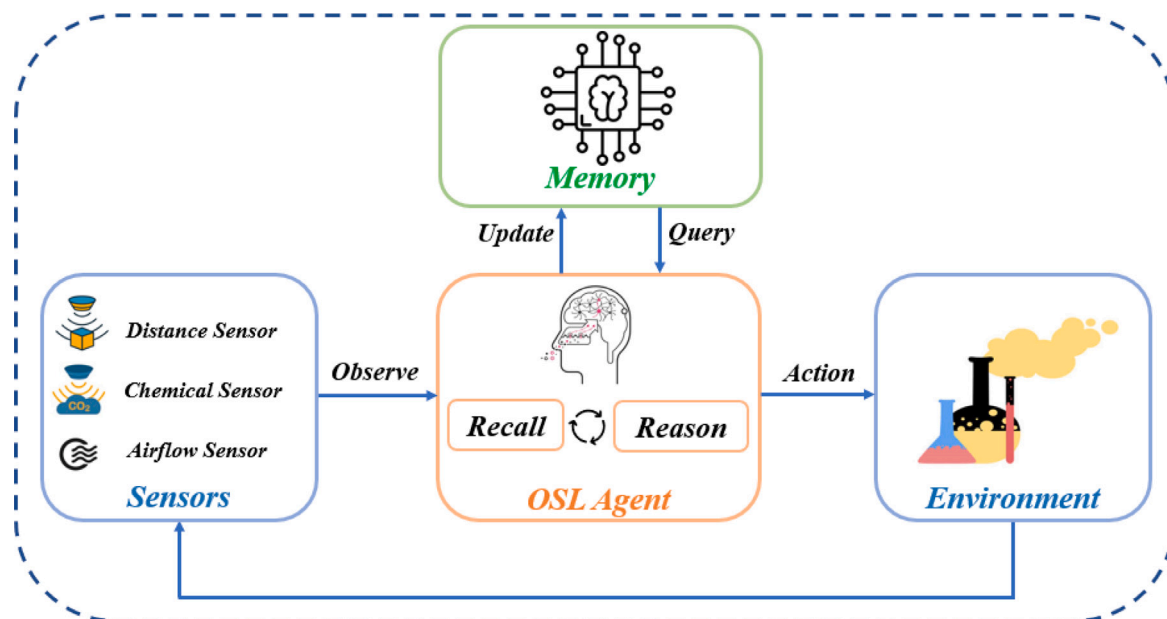 Memory
Update
Query
Distance Sensor
Chemical Sensor
CO₂
Airflow Sensor
Sensors
Observe
Recall
Reason
OSL Agent
Action
Environment